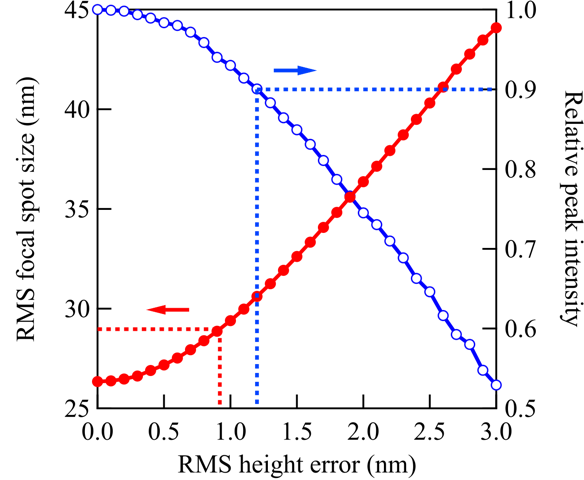 45
40
35
30
25
RMS focal spot size (nm)
1.0
0.9
0.8
0.7
0.6
0.5
Relative peak intensity
0.0 0.5 1.0 1.5 2.0 2.5 3.0
RMS height error (nm)